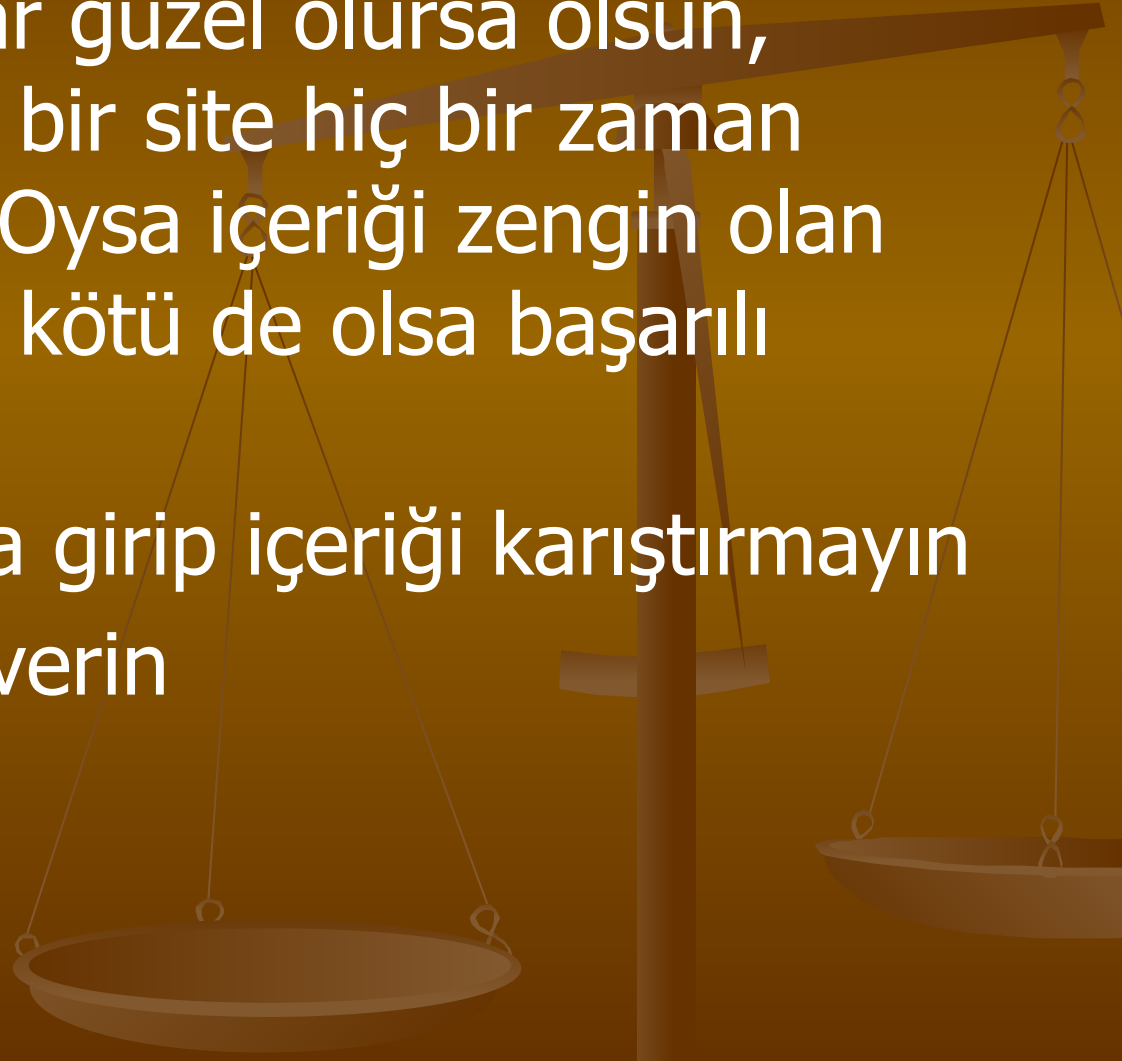 güzel olursa olsun,
bir site hiç bir zaman
Oysa içeriği zengin olan
kötü de olsa başarılı
girip içeriği karıştırmayın
verin